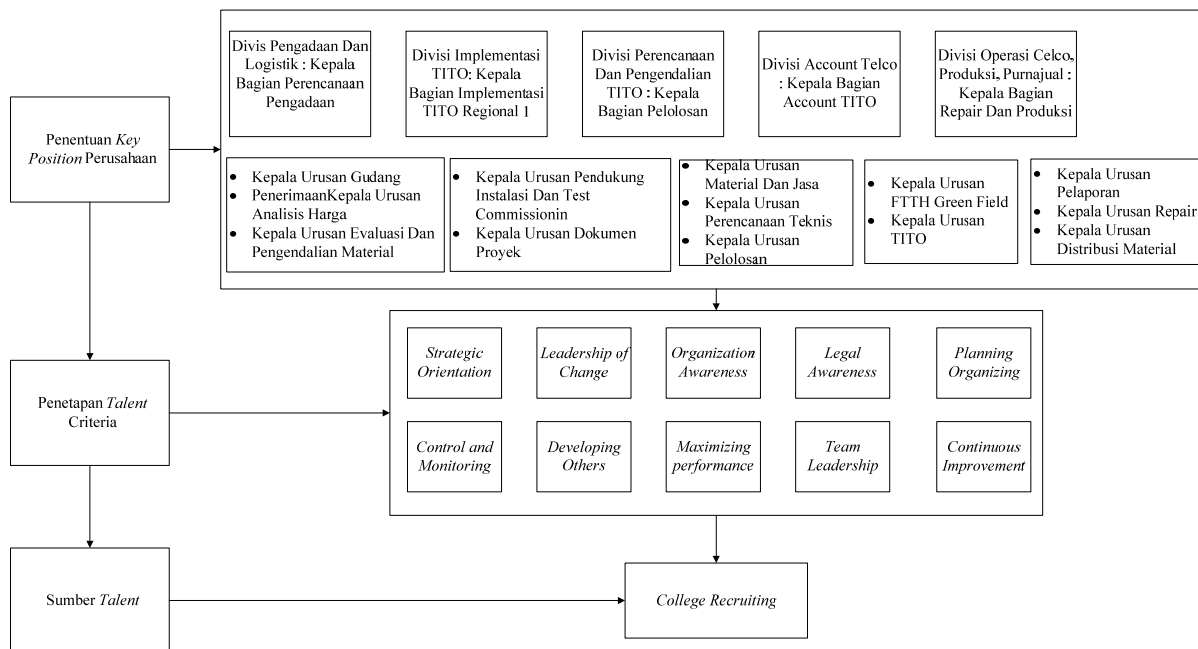 Divis Pengadaan Dan
Logistik : Kepala
Bagian Perencanaan
Pengadaan
Divisi Implementasi
TITO: Kepala
Bagian Implementasi
TITO Regional 1
Divisi Perencanaan
Dan Pengendalian
TITO : Kepala
Bagian Pelolosan
Divisi Account Telco
: Kepala Bagian
Account TITO
Divisi Operasi Celco,
Produksi, Purnajual :
Kepala Bagian
Repair Dan Produksi
Penentuan Key
Position Perusahaan
• Kepala Urusan Gudang
• PenerimaanKepala Urusan
Analisis Harga
• Kepala Urusan Evaluasi Dan
Pengendalian Material
• Kepala Urusan Pendukung
Instalasi Dan Test
Commissionin
• Kepala Urusan Dokumen
Proyek
• Kepala Urusan
Material Dan Jasa
• Kepala Urusan
Perencanaan Teknis
• Kepala Urusan
Pelolosan
• Kepala Urusan
FTTH Green Field
• Kepala Urusan
TITO
• Kepala Urusan
Pelaporan
• Kepala Urusan Repair
• Kepala Urusan
Distribusi Material
Penetapan Talent
Criteria
Strategic
Orientation
Leadership of
Change
Organization
Awareness
Legal
Awareness
Planning
Organizing
Control and
Monitoring
Developing
Others
Maximizing
performance
Team
Leadership
Continuous
Improvement
Sumber Talent
College Recruiting